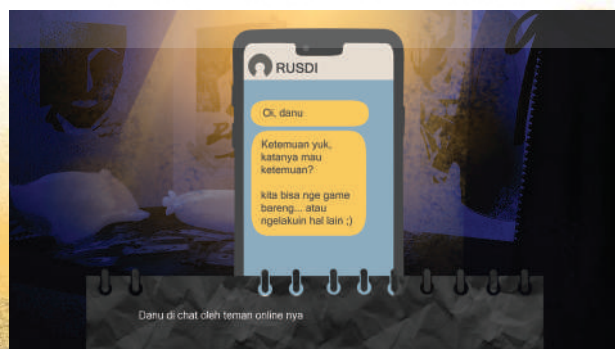 RUSDI
Oi, danu
Ketemuan yuk,
katanya mau
ketemuan?
kita bisa nge game
bareng... atau
ngelakuin hal lain ;)
Danu di chat oleh teman online nya